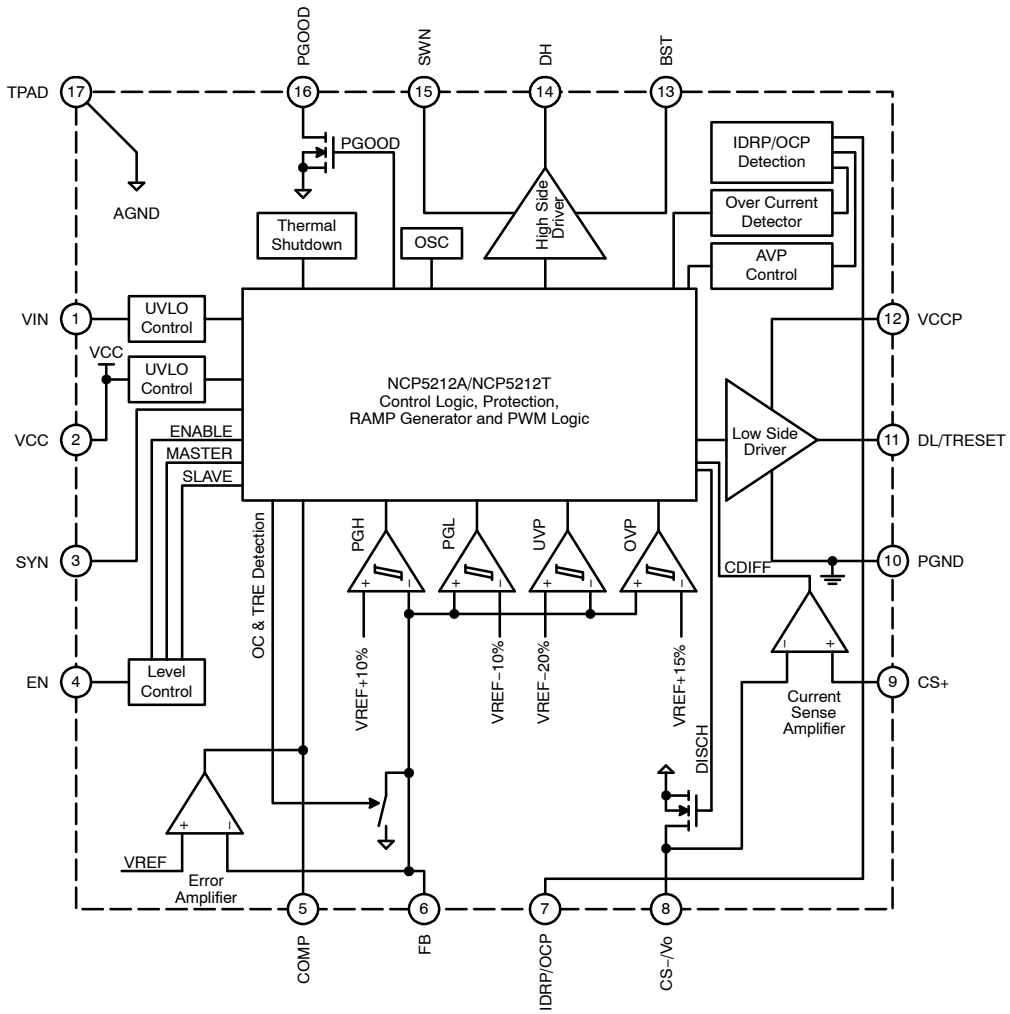 PGOOD
SWN
DH
BST
TPAD
17
16
15
14
13
PGOOD
AGND
Thermal
Shutdown
OSC
High Side
Driver
IDRP/OCP
Detection
Over Current
Detector
AVP
Control
VIN
1
UVLO
Control
VCC
UVLO
Control
VCC
2
NCP5212A/NCP5212T
Control Logic, Protection,
RAMP Generator and PWM Logic
12
VCCP
ENABLE
MASTER
SLAVE
Low Side
Driver
11
DL/TRESET
SYN
3
OC & TRE Detection
PGH
PGL
UVP
OVP
CDIFF
10
PGND
+
−
+
−
+
−
+
−
VREF+10%
VREF−10%
VREF−20%
VREF+15%
EN
4
Level
Control
−
+
9
CS+
Current
Sense
Amplifier
DISCH
+
−
VREF
Error
Amplifier
5
6
7
8
COMP
FB
IDRP/OCP
CS−/Vo